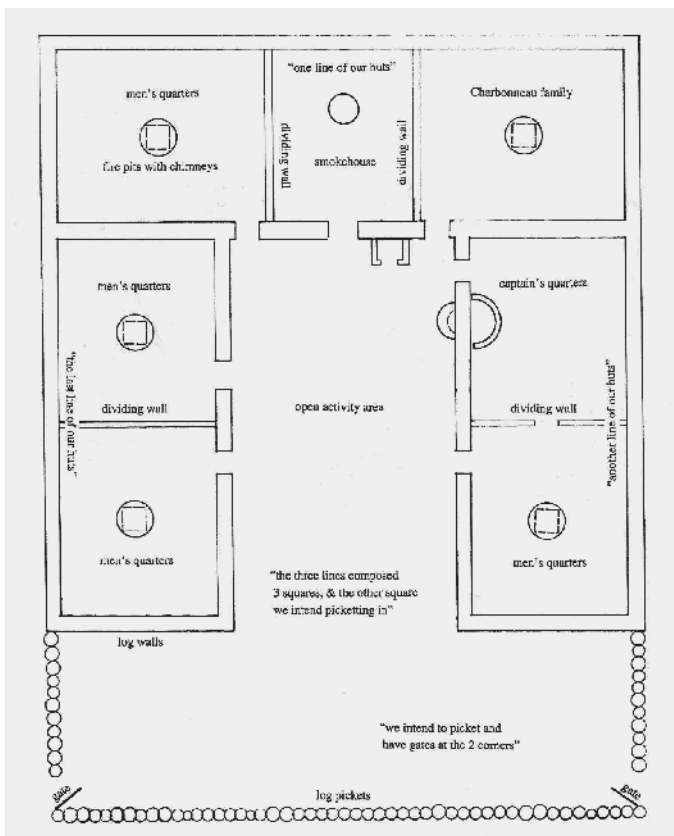 "one line of our huts"
men's quarters
Charbonneau family
dividing wall
dividing wall
smokehouse
fire pits with chimneys
men's quarters
captain's quarters
"the last line of our huts"
dividing wall
open activity area
dividing wall
"another line of our huts"
men's quarters
men's quarters
"the three lines composed
3 squares, & the other square
we intend picketting in"
log walls
"we intend to picket and
have gates at the 2 corners"
gate
log pickets
gate